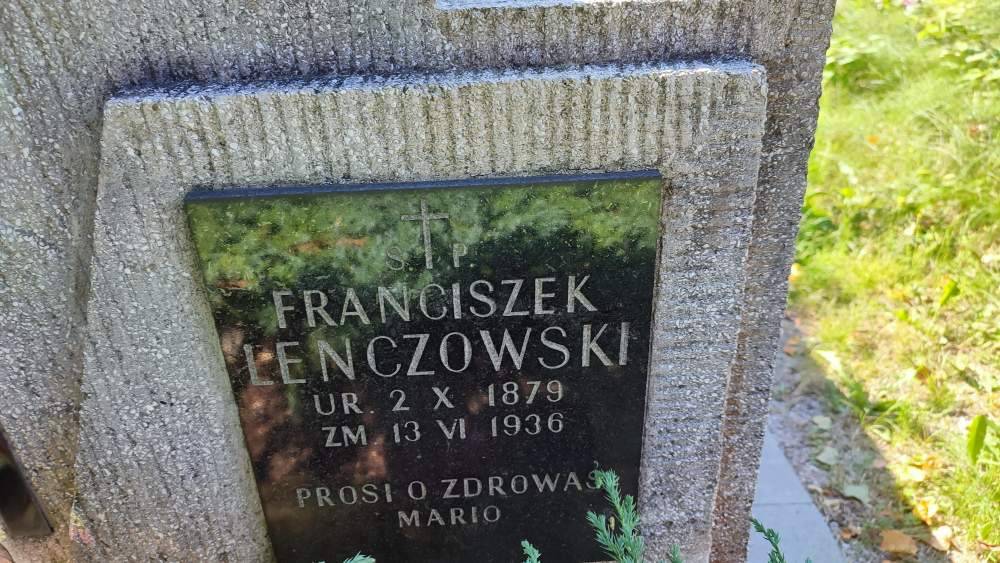 S P
FRANCISZEK
LENCZOWSKI
UR. 2 X 1879
ZM 13 VI 1936
PROSI O ZDROWAŚ
MARIO